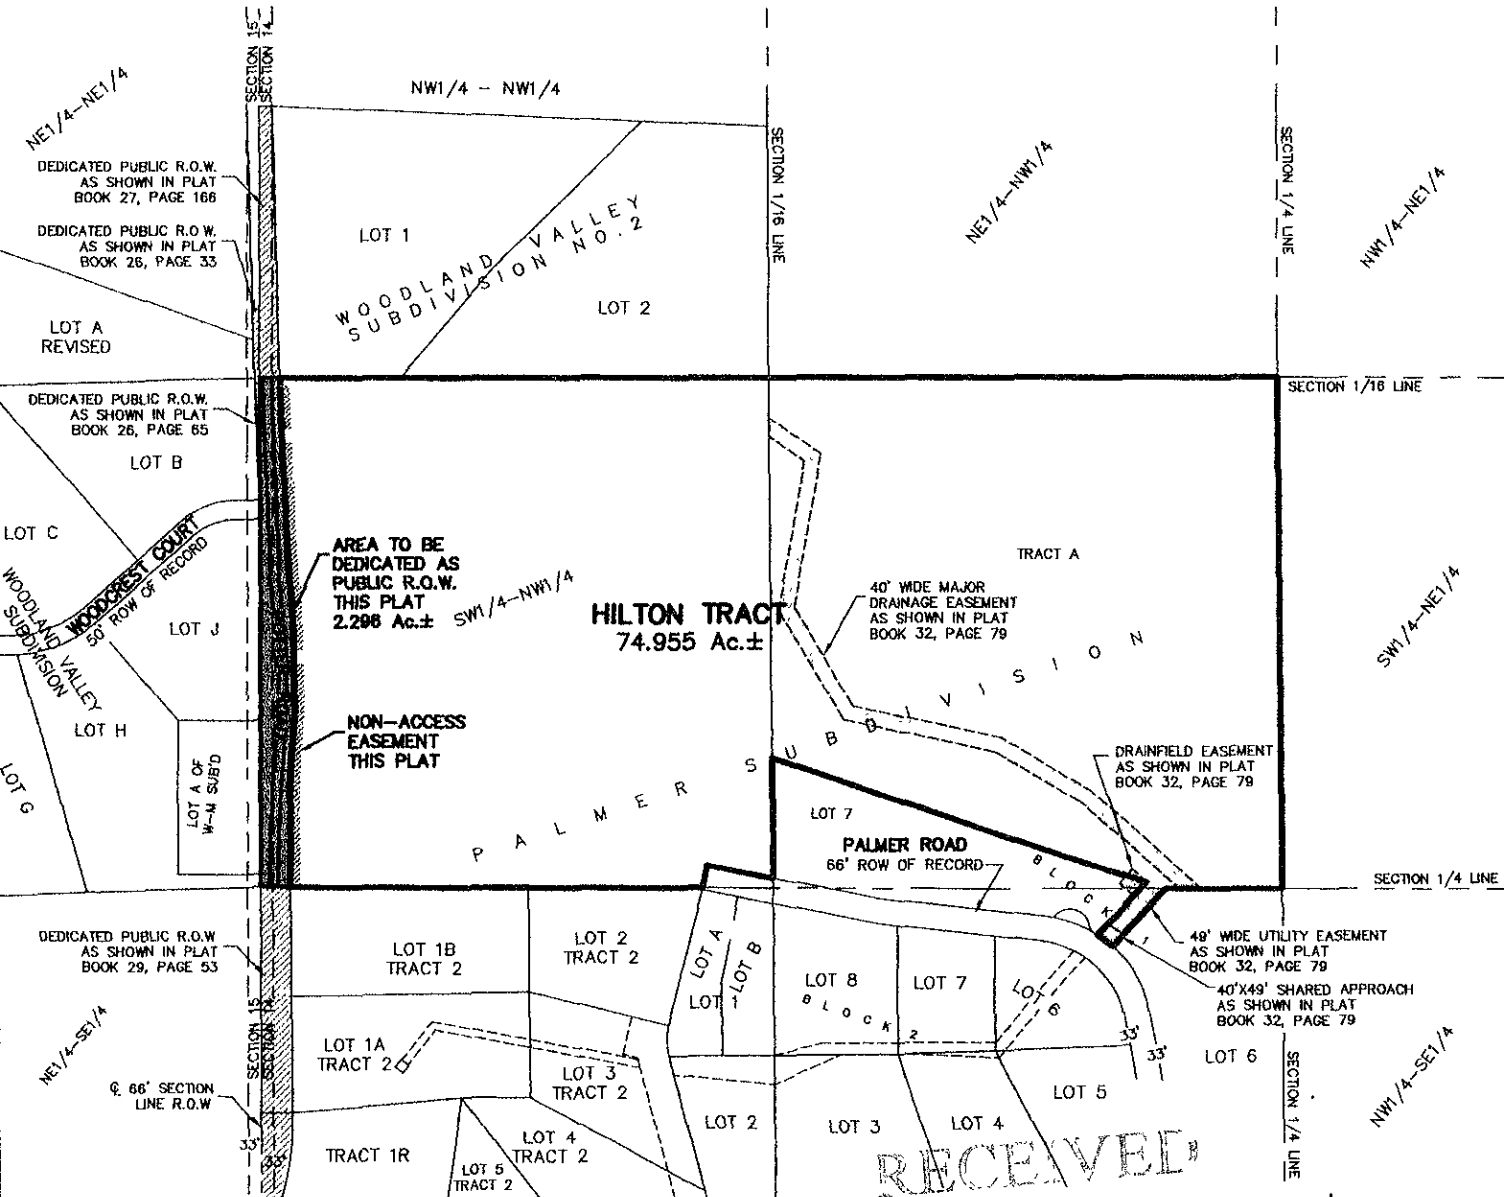 SECTION 15
SECTION 14
NE1/4-NE1/4
NW1/4 - NW1/4
DEDICATED PUBLIC R.O.W.
AS SHOWN IN PLAT
BOOK 27, PAGE 166
DEDICATED PUBLIC R.O.W.
AS SHOWN IN PLAT
BOOK 26, PAGE 33
LOT 1
WOODLAND VALLEY
SUBDIVISION NO.2
LOT 2
SECTION 1/16 LINE
NE1/4-NW1/4
SECTION 1/4 LINE
NW1/4-NE1/4
LOT A
REVISED
SECTION 1/16 LINE
DEDICATED PUBLIC R.O.W.
AS SHOWN IN PLAT
BOOK 26, PAGE 65
LOT B
LOT C
WOODCREST COURT
50' ROW OF RECORD
WOODLAND VALLEY
SUBDIVISION
LOT J
LOT H
LOT G
LOT A OF
W-M SUB'D
AREA TO BE
DEDICATED AS
PUBLIC R.O.W.
THIS PLAT
2.296 Ac.±
SW1/4-NW1/4
HILTON TRACT
74.955 Ac.±
NON-ACCESS
EASEMENT
THIS PLAT
TRACT A
40' WIDE MAJOR
DRAINAGE EASEMENT
AS SHOWN IN PLAT
BOOK 32, PAGE 79
SW1/4-NE1/4
PALMER SUBDIVISION
DRAINFIELD EASEMENT
AS SHOWN IN PLAT
BOOK 32, PAGE 79
LOT 7
PALMER ROAD
66' ROW OF RECORD
BLOCK 1
SECTION 1/4 LINE
49' WIDE UTILITY EASEMENT
AS SHOWN IN PLAT
BOOK 32, PAGE 79
40'X49' SHARED APPROACH
AS SHOWN IN PLAT
BOOK 32, PAGE 79
DEDICATED PUBLIC R.O.W
AS SHOWN IN PLAT
BOOK 29, PAGE 53
LOT 1B
TRACT 2
LOT 2
TRACT 2
LOT A
LOT B
LOT 1
LOT 8
LOT 7
LOT 6
BLOCK 2
SECTION 15
SECTION 14
NE1/4-SE1/4
LOT 1A
TRACT 2
LOT 3
TRACT 2
33'
33'
LOT 6
SECTION 1/4 LINE
NW1/4-SE1/4
℄ 66' SECTION
LINE R.O.W
33'
33'
TRACT 1R
LOT 4
TRACT 2
LOT 5
TRACT 2
LOT 2
LOT 3
LOT 4
LOT 5
RECEIVED